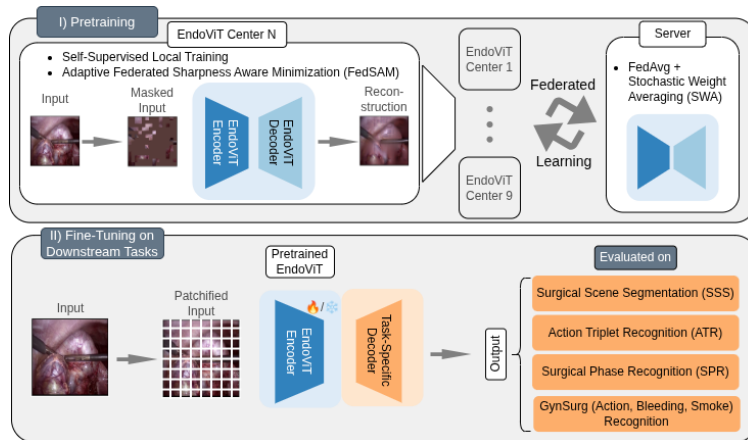 I) Pretraining
EndoViT Center N
• Self-Supervised Local Training
• Adaptive Federated Sharpness Aware Minimization (FedSAM)
Input
Masked
Input
EndoViT
Encoder
EndoViT
Decoder
Recon-
struction
EndoViT
Center 1
EndoViT
Center 9
Federated
Learning
Server
• FedAvg +
Stochastic Weight
Averaging (SWA)
II) Fine-Tuning on
Downstream Tasks
Input
Patchified
Input
Pretrained
EndoViT
EndoViT
Encoder
Task-Specific
Decoder
Output
Evaluated on
Surgical Scene Segmentation (SSS)
Action Triplet Recognition (ATR)
Surgical Phase Recognition (SPR)
GynSurg (Action, Bleeding, Smoke)
Recognition